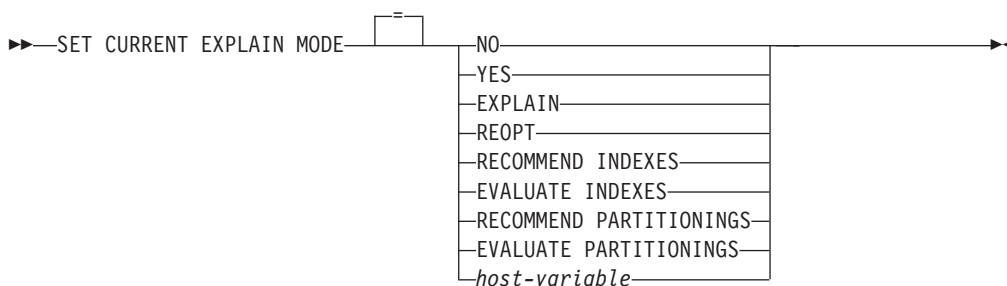 =
SET CURRENT EXPLAIN MODE NO
YES
EXPLAIN
REOPT
RECOMMEND INDEXES
EVALUATE INDEXES
RECOMMEND PARTITIONINGS
EVALUATE PARTITIONINGS
host-variable